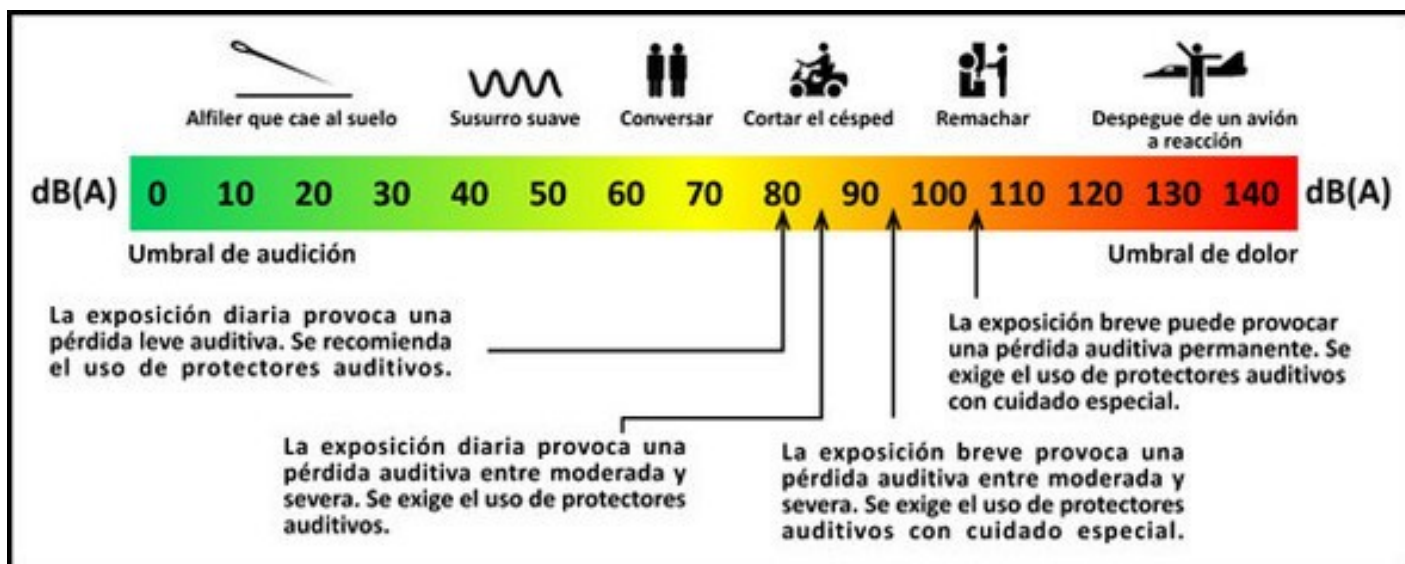 Alfiler que cae al suelo
Susurro suave
Conversar
Cortar el césped
Remachar
Despegue de un avión
a reacción
dB(A) 0 10 20 30 40 50 60 70 80 90 100 110 120 130 140 dB(A)
Umbral de audición
Umbral de dolor
La exposición diaria provoca una
pérdida leve auditiva. Se recomienda
el uso de protectores auditivos.
La exposición diaria provoca una
pérdida auditiva entre moderada y
severa. Se exige el uso de protectores
auditivos.
La exposición breve provoca una
pérdida auditiva entre moderada y
severa. Se exige el uso de protectores
auditivos con cuidado especial.
La exposición breve puede provocar
una pérdida auditiva permanente. Se
exige el uso de protectores auditivos
con cuidado especial.